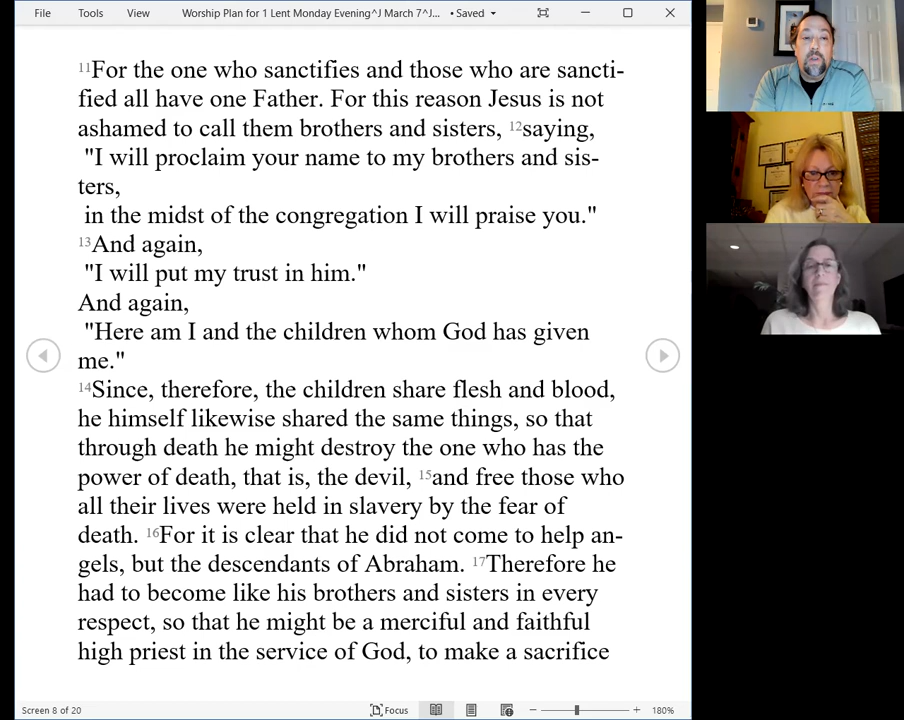 File Tools View Worship Plan for 1 Lent Monday Evening^J March 7^J... • Saved
11For the one who sanctifies and those who are sancti-
fied all have one Father. For this reason Jesus is not
ashamed to call them brothers and sisters, 12saying,
"I will proclaim your name to my brothers and sis-
ters,
in the midst of the congregation I will praise you."
13And again,
"I will put my trust in him."
And again,
"Here am I and the children whom God has given
me."
14Since, therefore, the children share flesh and blood,
he himself likewise shared the same things, so that
through death he might destroy the one who has the
power of death, that is, the devil, 15and free those who
all their lives were held in slavery by the fear of
death. 16For it is clear that he did not come to help an-
gels, but the descendants of Abraham. 17Therefore he
had to become like his brothers and sisters in every
respect, so that he might be a merciful and faithful
high priest in the service of God, to make a sacrifice
Screen 8 of 20 Focus 180%